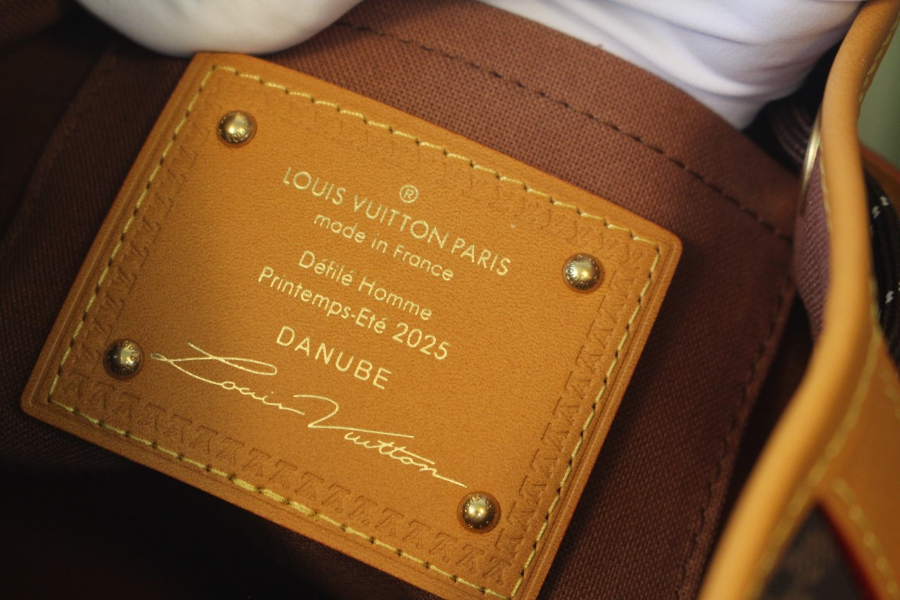 ®
LOUIS VUITTON PARIS
made in France
Défilé Homme
Printemps-Eté 2025
DANUBE
Louis Vuitton